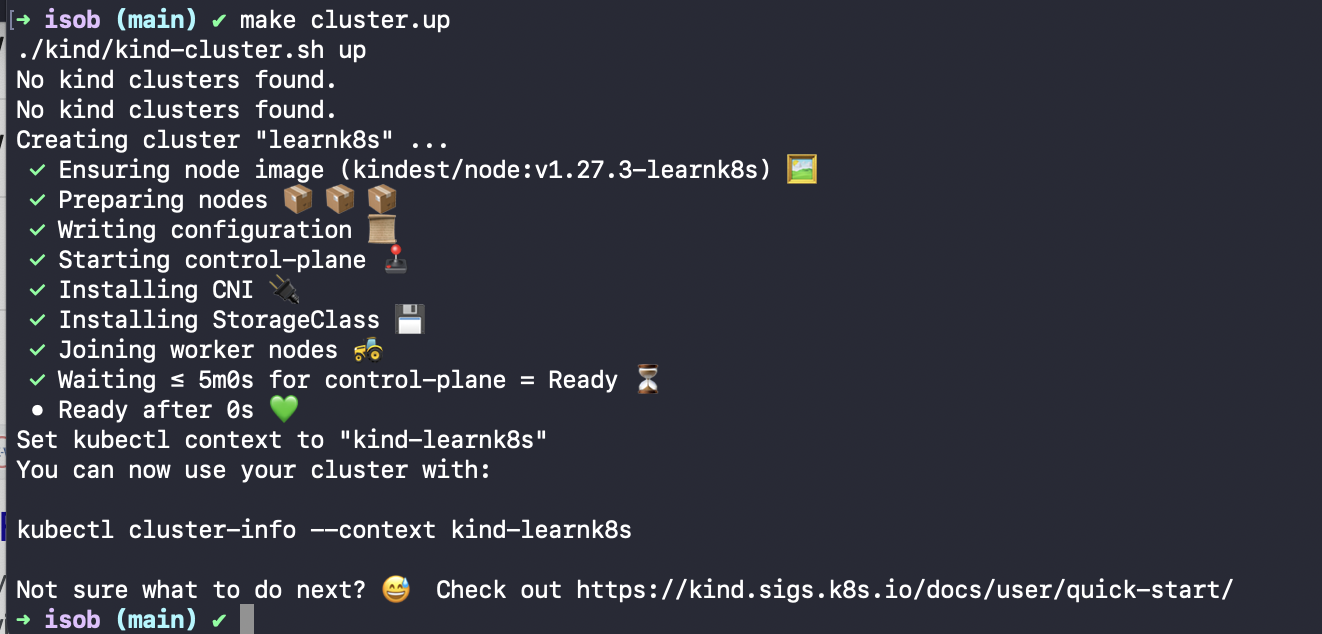 [➜ isob (main) ✔ make cluster.up
./kind/kind-cluster.sh up
No kind clusters found.
No kind clusters found.
Creating cluster "learnk8s" ...
✓ Ensuring node image (kindest/node:v1.27.3-learnk8s) 🖼
✓ Preparing nodes 📦 📦 📦
✓ Writing configuration 📜
✓ Starting control-plane 🕹️
✓ Installing CNI 🔌
✓ Installing StorageClass 💾
✓ Joining worker nodes 🚜
✓ Waiting ≤ 5m0s for control-plane = Ready ⏳
• Ready after 0s 💚
Set kubectl context to "kind-learnk8s"
You can now use your cluster with:
kubectl cluster-info --context kind-learnk8s
Not sure what to do next? 😅 Check out https://kind.sigs.k8s.io/docs/user/quick-start/
➜ isob (main) ✔